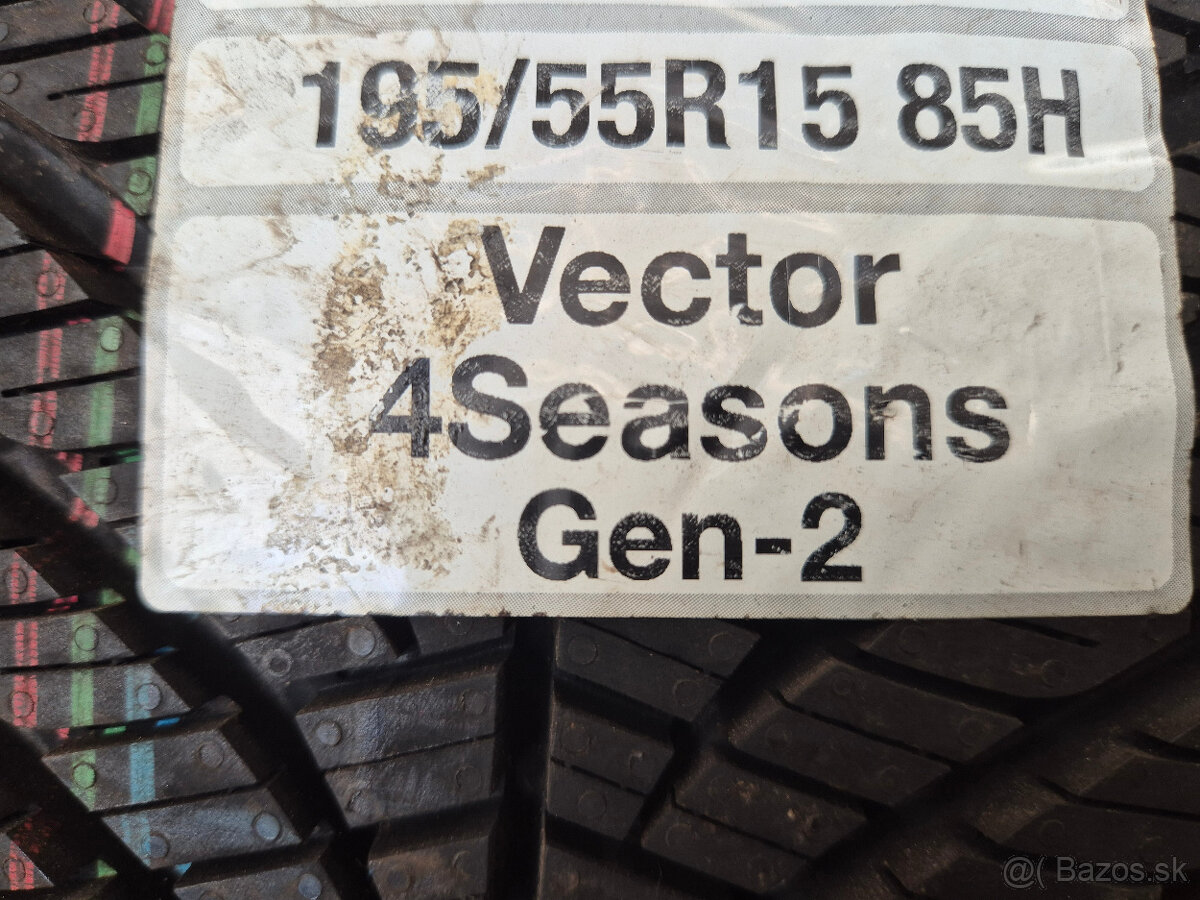 195/55R15 85H
Vector
4Seasons
Gen-2
@( Bazos.sk